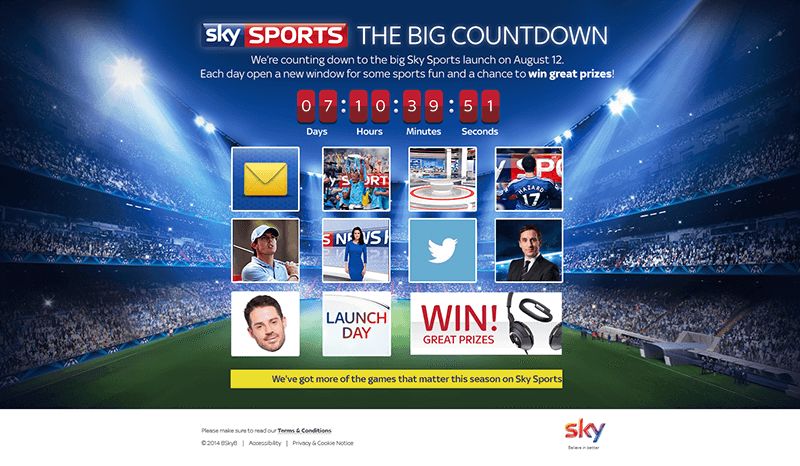 sky SPORTS THE BIG COUNTDOWN
We're counting down to the big Sky Sports launch on August 12.
Each day open a new window for some sports fun and a chance to win great prizes!
07:10:39:51
Days Hours Minutes Seconds
SPO
HAZARD
17
S NEWS H
LAUNCH
DAY
WIN!
GREAT PRIZES
We've got more of the games that matter this season on Sky Sports
Please make sure to read our Terms & Conditions
© 2014 BSkyB | Accessibility | Privacy & Cookie Notice
sky
Believe in better